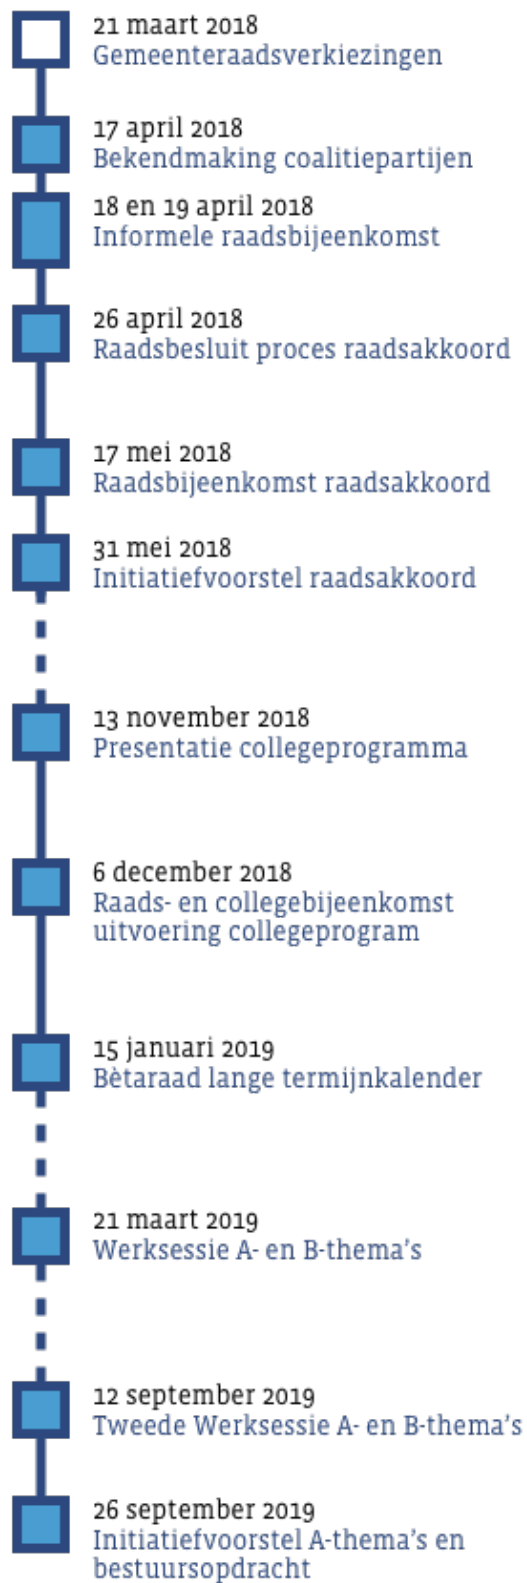 21 maart 2018
Gemeenteraadsverkiezingen
17 april 2018
Bekendmaking coalitiepartijen
18 en 19 april 2018
Informele raadsbijeenkomst
26 april 2018
Raadsbesluit proces raadsakkoord
17 mei 2018
Raadsbijeenkomst raadsakkoord
31 mei 2018
Initiatiefvoorstel raadsakkoord
13 november 2018
Presentatie collegeprogramma
6 december 2018
Raads- en collegebijeenkomst
uitvoering collegeprogram
15 januari 2019
Bètaraad lange termijnkalender
21 maart 2019
Werksessie A- en B-thema's
12 september 2019
Tweede Werksessie A- en B-thema's
26 september 2019
Initiatiefvoorstel A-thema's en
bestuursopdracht